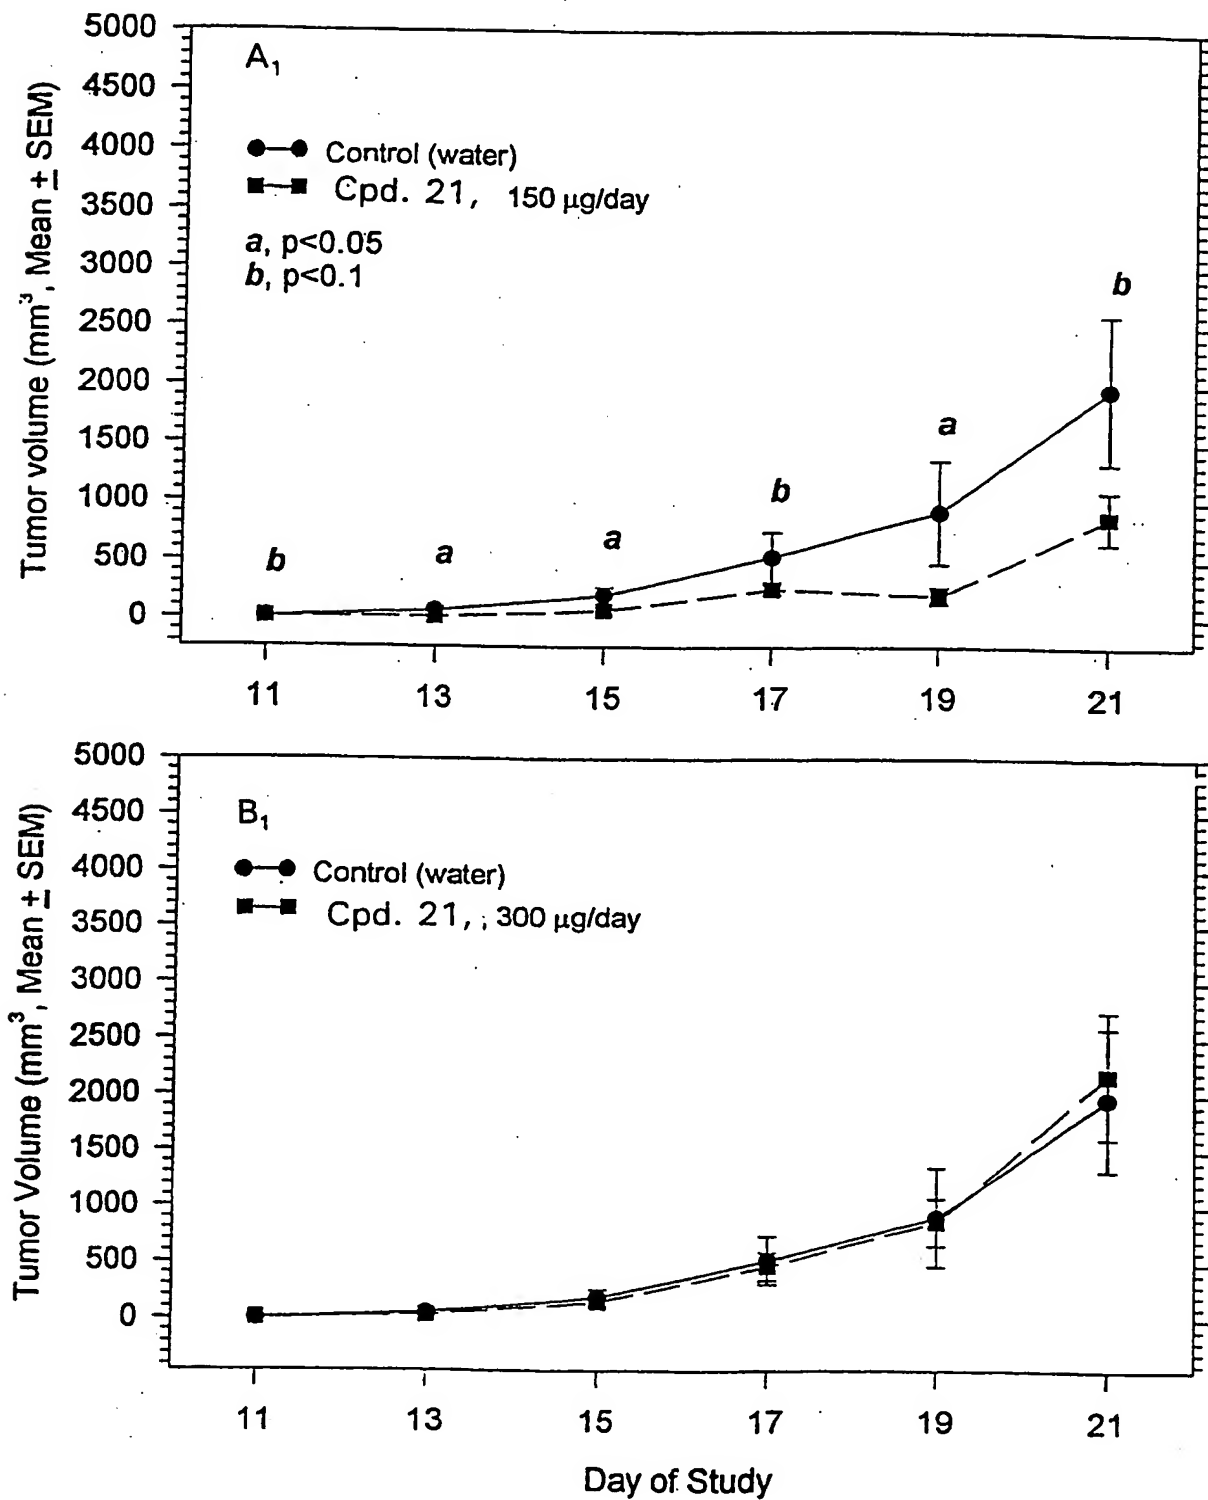 5000
4500
4000
3500
3000
2500
2000
1500
1000
500
0
Tumor volume (mm³, Mean ± SEM)
A₁
Control (water)
Cpd. 21, 150 µg/day
a, p<0.05
b, p<0.1
b
a
a
b
a
b
11 13 15 17 19 21
5000
4500
4000
3500
3000
2500
2000
1500
1000
500
0
Tumor Volume (mm³, Mean ± SEM)
B₁
Control (water)
Cpd. 21, ; 300 µg/day
11 13 15 17 19 21
Day of Study